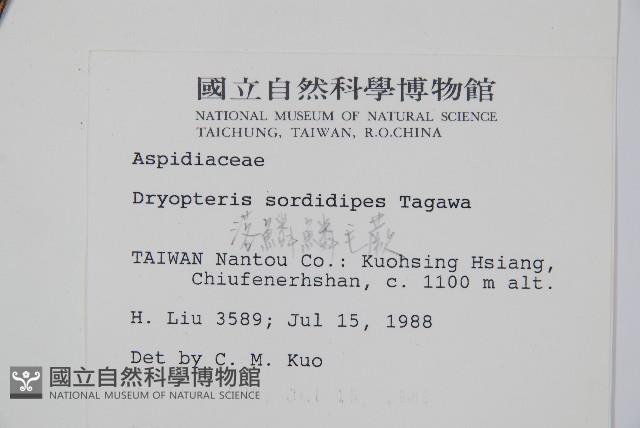 國立自然科學博物館
NATIONAL MUSEUM OF NATURAL SCIENCE
TAICHUNG, TAIWAN, R.O.CHINA
Aspidiaceae
Dryopteris sordidipes Tagawa
落鱗鱗毛蕨
TAIWAN Nantou Co.: Kuohsing Hsiang,
Chiufenerhshan, c. 1100 m alt.
H. Liu 3589; Jul 15, 1988
Det by C. M. Kuo
國立自然科學博物館
NATIONAL MUSEUM OF NATURAL SCIENCE